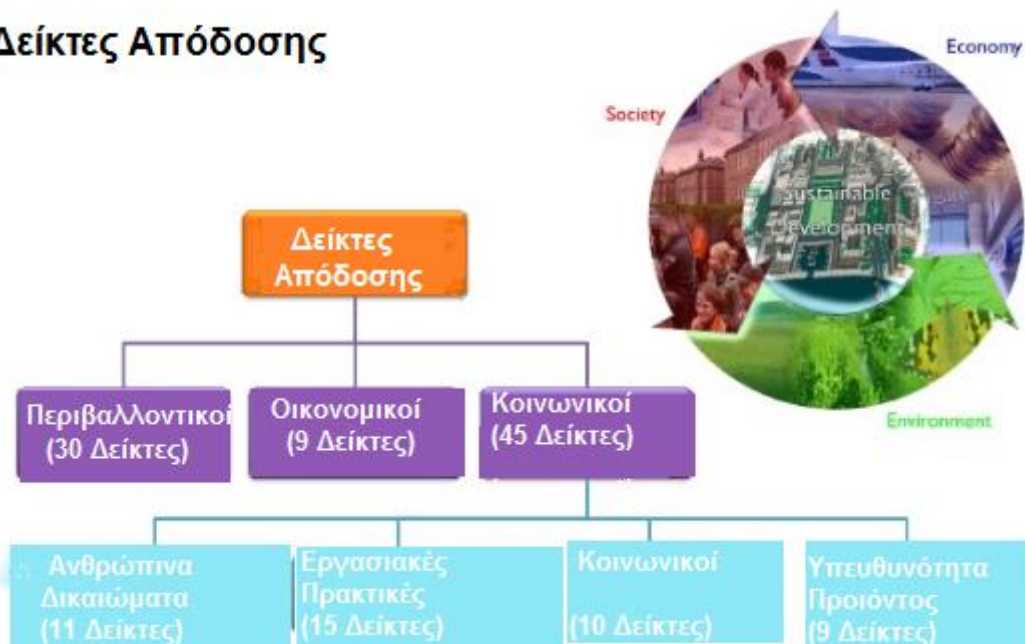 Δείκτες Απόδοσης
Economy
Society
Sustainable
Development
Environment
Δείκτες
Απόδοσης
Περιβαλλοντικοί
(30 Δείκτες)
Οικονομικοί
(9 Δείκτες)
Κοινωνικοί
(45 Δείκτες)
Ανθρώπινα
Δικαιώματα
(11 Δείκτες)
Εργασιακές
Πρακτικές
(15 Δείκτες)
Κοινωνικοί
(10 Δείκτες)
Υπευθυνότητα
Προιόντος
(9 Δείκτες)